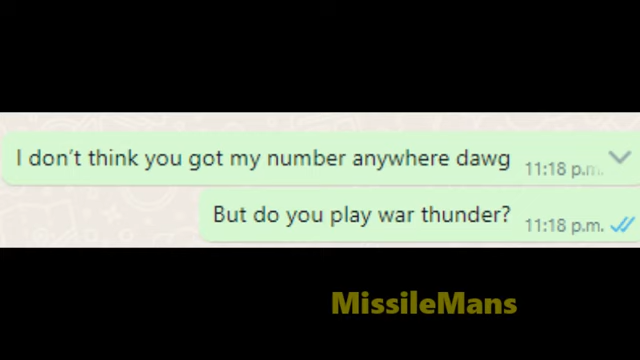 I don't think you got my number anywhere dawg
11:18 p.m.
But do you play war thunder?
11:18 p.m.
MissileMans